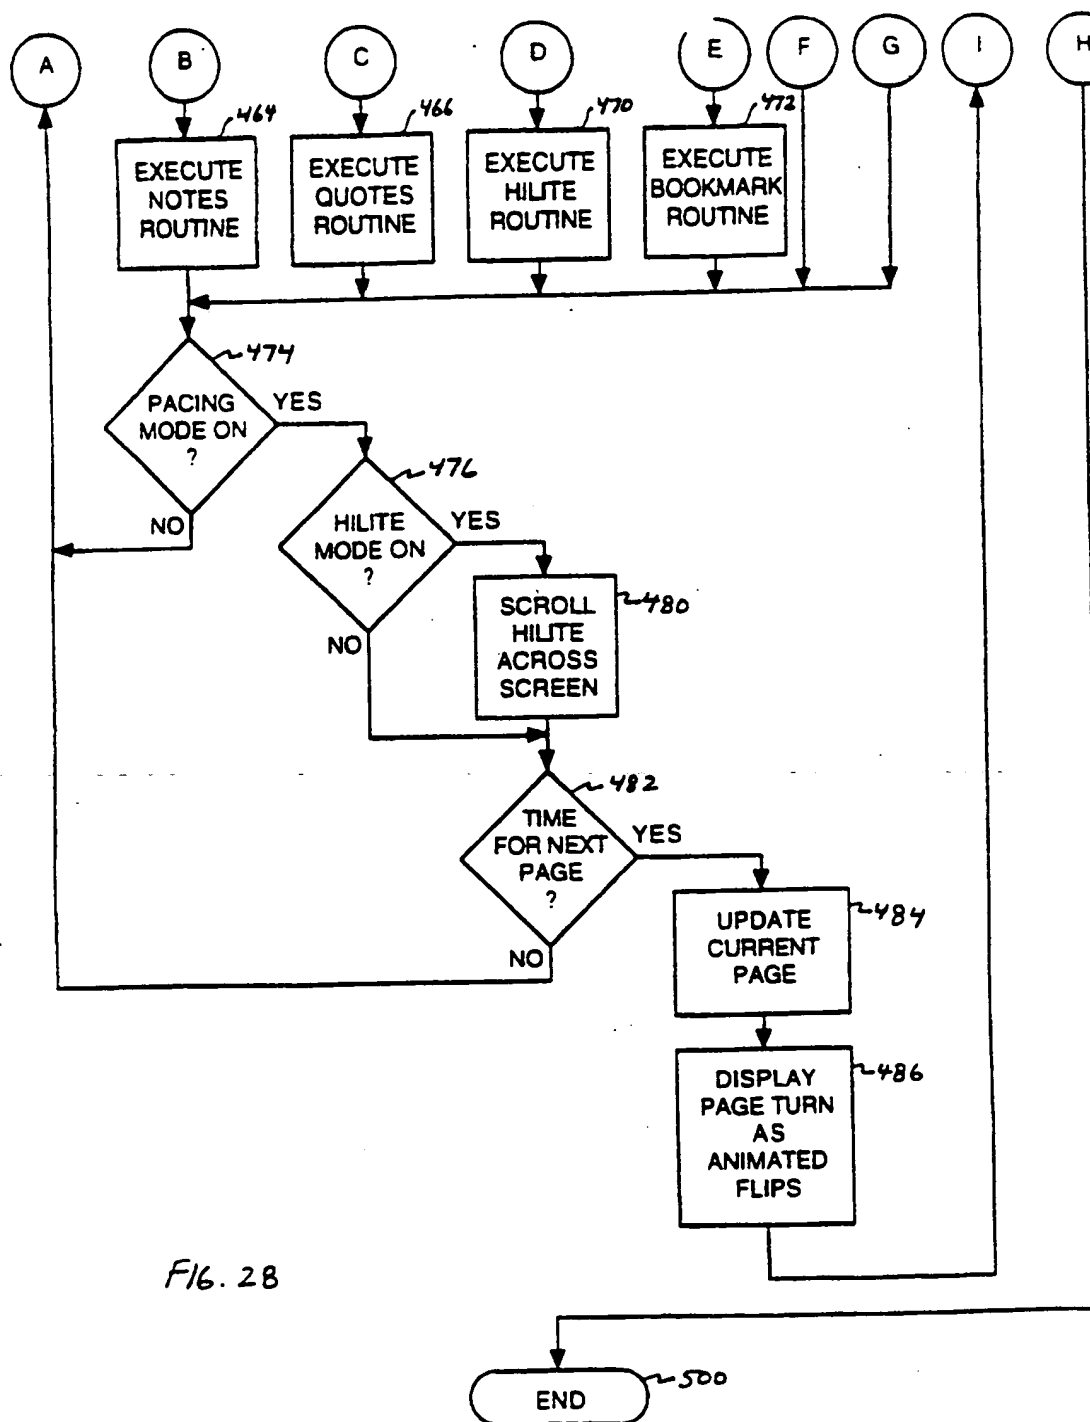 A
B
C
D
E
F
G
I
H
464
466
470
472
EXECUTE
NOTES
ROUTINE
EXECUTE
QUOTES
ROUTINE
EXECUTE
HILITE
ROUTINE
EXECUTE
BOOKMARK
ROUTINE
474
PACING
MODE ON
?
YES
NO
476
HILITE
MODE ON
?
YES
NO
480
SCROLL
HILITE
ACROSS
SCREEN
482
TIME
FOR NEXT
PAGE
?
YES
NO
484
UPDATE
CURRENT
PAGE
486
DISPLAY
PAGE TURN
AS
ANIMATED
FLIPS
FIG. 28
500
END